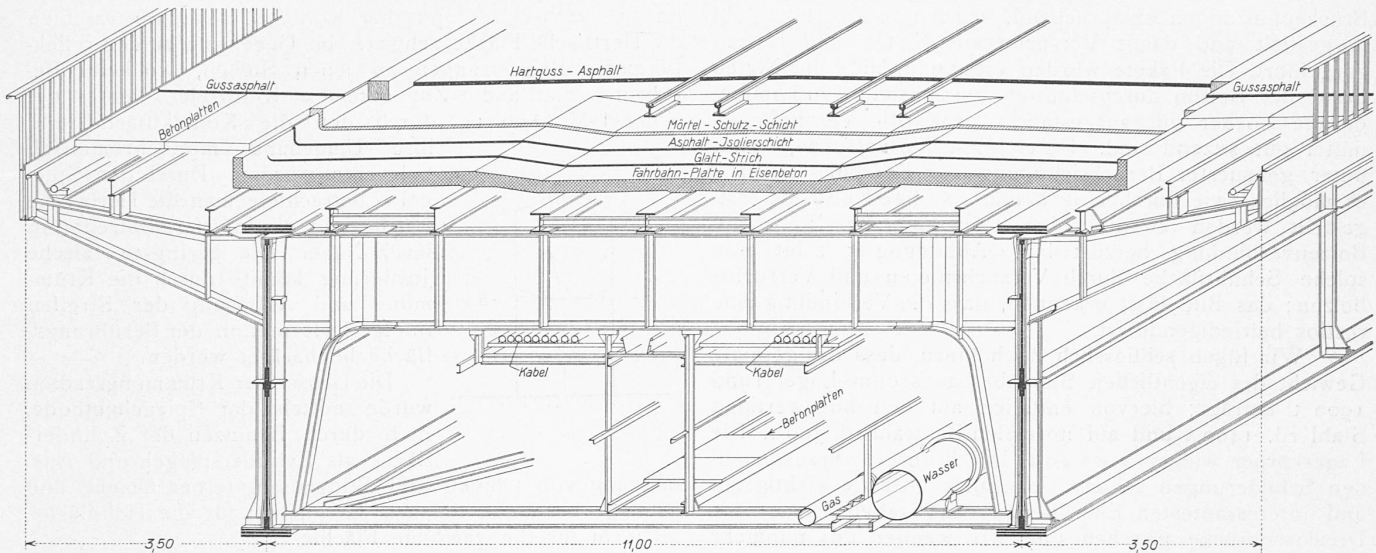 Hartguss - Asphalt
Gussasphalt
Gussasphalt
Betonplatten
Mörtel - Schutz - Schicht
Asphalt - Isolierschicht
Glatt - Strich
Fahrbahn - Platte in Eisenbeton
Kabel
Kabel
Betonplatten
Gas
Wasser
3,50
11,00
3,50